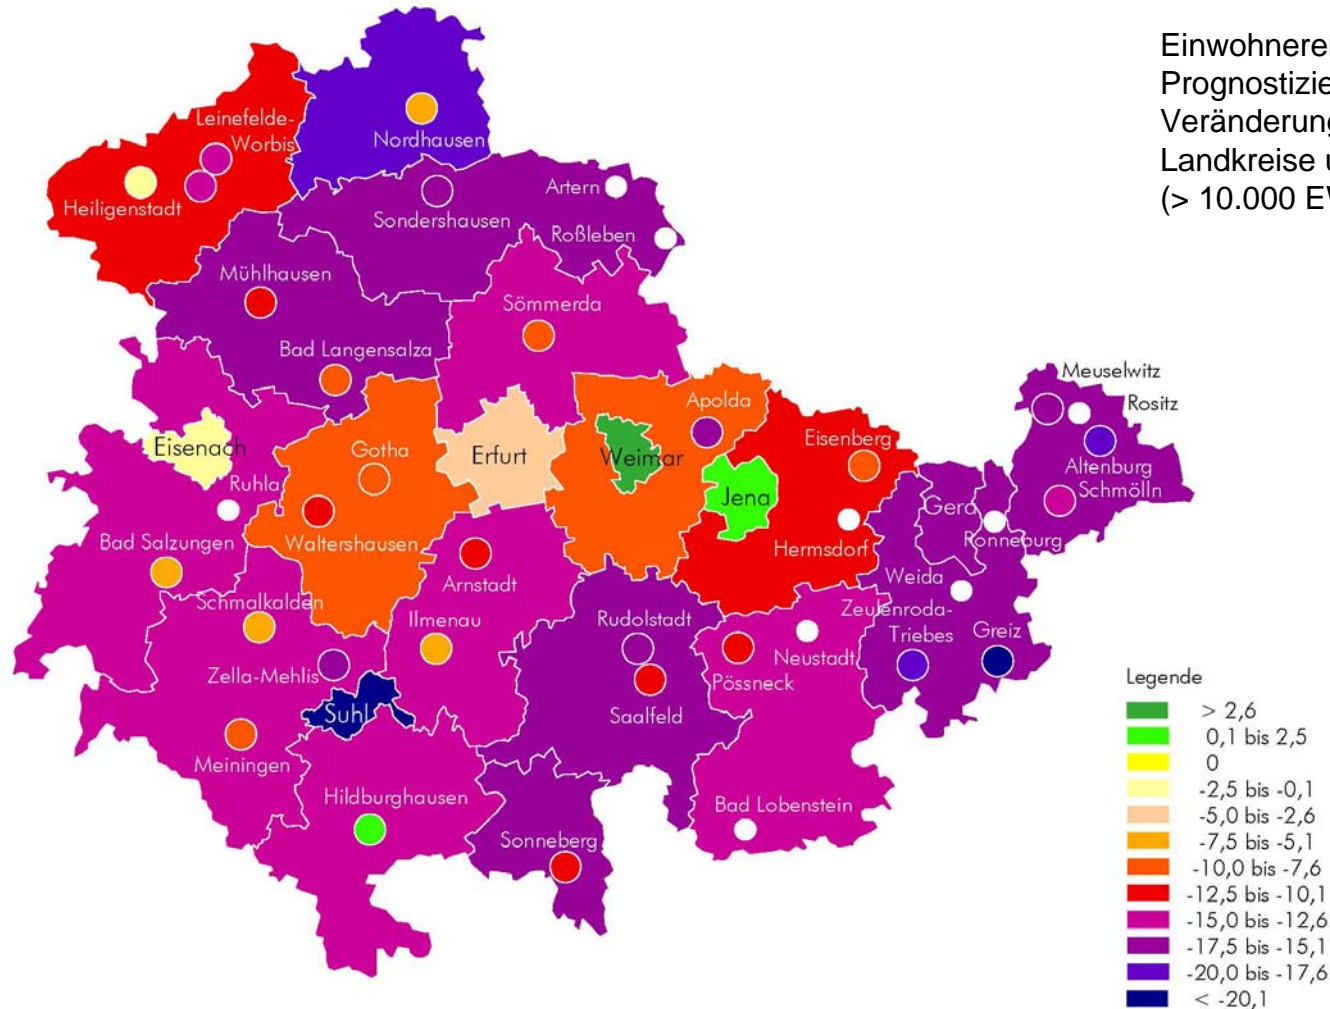 Einwohnerer
Prognostizie
Veränderung
Landkreise u
(> 10.000 EW
Leinefelde-
Worbis
Nordhausen
Heiligenstadt
Sondershausen
Artern
Roßleben
Mühlhausen
Sömmerda
Bad Langensalza
Meuselwitz
Rositz
Apolda
Eisenach
Gotha
Erfurt
Weimar
Eisenberg
Altenburg
Schmölln
Ruhla
Jena
Gera
Waltershausen
Hermsdorf
Ronneburg
Bad Salzungen
Arnstadt
Weida
Schmalkalden
Ilmenau
Rudolstadt
Zeulenroda-
Triebes
Greiz
Zella-Mehlis
Neustadt
Pössneck
Suhl
Saalfeld
Meiningen
Hildburghausen
Bad Lobenstein
Sonneberg
Legende
> 2,6
0,1 bis 2,5
0
-2,5 bis -0,1
-5,0 bis -2,6
-7,5 bis -5,1
-10,0 bis -7,6
-12,5 bis -10,1
-15,0 bis -12,6
-17,5 bis -15,1
-20,0 bis -17,6
< -20,1